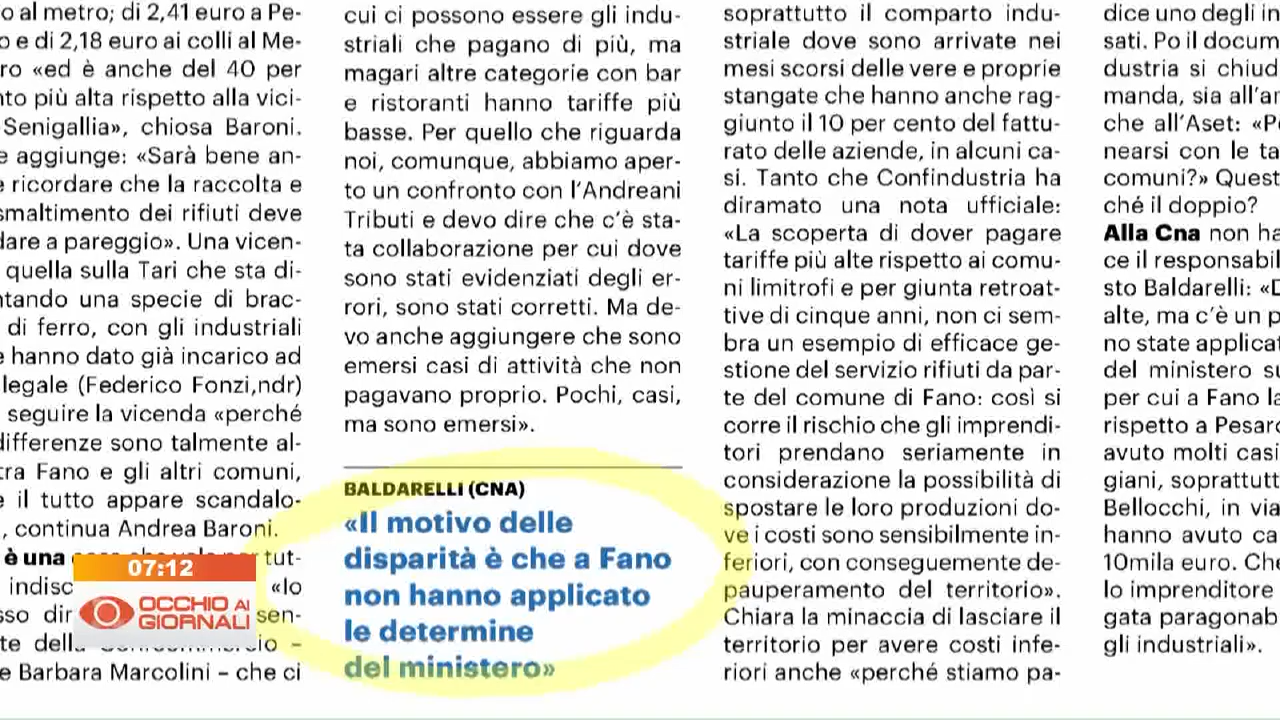 o al metro; di 2,41 euro a Pe-
o e di 2,18 euro ai colli al Me-
ro «ed è anche del 40 per
nto più alta rispetto alla vici-
Senigallia», chiosa Baroni.
e aggiunge: «Sarà bene an-
e ricordare che la raccolta e
smaltimento dei rifiuti deve
dare a pareggio». Una vicen-
quella sulla Tari che sta di-
ntando una specie di brac-
di ferro, con gli industriali
e hanno dato già incarico ad
legale (Federico Fonzi,ndr)
seguire la vicenda «perché
differenze sono talmente al-
tra Fano e gli altri comuni,
e il tutto appare scandalo-
, continua Andrea Baroni.
è una tut-
indisc «Io
sso dir sen-
te della Confcommercio –
e Barbara Marcolini – che ci
cui ci possono essere gli indu-
striali che pagano di più, ma
magari altre categorie con bar
e ristoranti hanno tariffe più
basse. Per quello che riguarda
noi, comunque, abbiamo aper-
to un confronto con l'Andreani
Tributi e devo dire che c'è sta-
ta collaborazione per cui dove
sono stati evidenziati degli er-
rori, sono stati corretti. Ma de-
vo anche aggiungere che sono
emersi casi di attività che non
pagavano proprio. Pochi, casi,
ma sono emersi».
BALDARELLI (CNA)
«Il motivo delle
disparità è che a Fano
non hanno applicato
le determine
del ministero»
soprattutto il comparto indu-
striale dove sono arrivate nei
mesi scorsi delle vere e proprie
stangate che hanno anche rag-
giunto il 10 per cento del fattu-
rato delle aziende, in alcuni ca-
si. Tanto che Confindustria ha
diramato una nota ufficiale:
«La scoperta di dover pagare
tariffe più alte rispetto ai comu-
ni limitrofi e per giunta retroat-
tive di cinque anni, non ci sem-
bra un esempio di efficace ge-
stione del servizio rifiuti da par-
te del comune di Fano: così si
corre il rischio che gli imprendi-
tori prendano seriamente in
considerazione la possibilità di
spostare le loro produzioni do-
ve i costi sono sensibilmente in-
feriori, con conseguemente de-
pauperamento del territorio».
Chiara la minaccia di lasciare il
territorio per avere costi infe-
riori anche «perché stiamo pa-
dice uno degli in
sati. Po il docum
dustria si chiud
manda, sia all'a
che all'Aset: «P
nearsi con le ta
comuni?» Quest
ché il doppio?
Alla Cna non ha
ce il responsabil
sto Baldarelli: «D
alte, ma c'è un p
no state applicat
del ministero su
per cui a Fano la
rispetto a Pesaro
avuto molti casi
giani, soprattutt
Bellocchi, in via
hanno avuto ca
10mila euro. Che
lo imprenditore
gata paragonab
gli industriali».
07:12
OCCHIO AI
GIORNALI